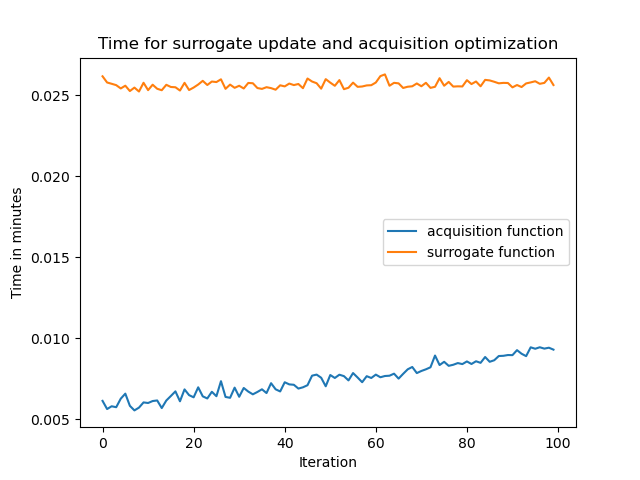 Time for surrogate update and acquisition optimization
0.025
0.020
0.015
0.010
0.005
Time in minutes
acquisition function
surrogate function
0 20 40 60 80 100
Iteration